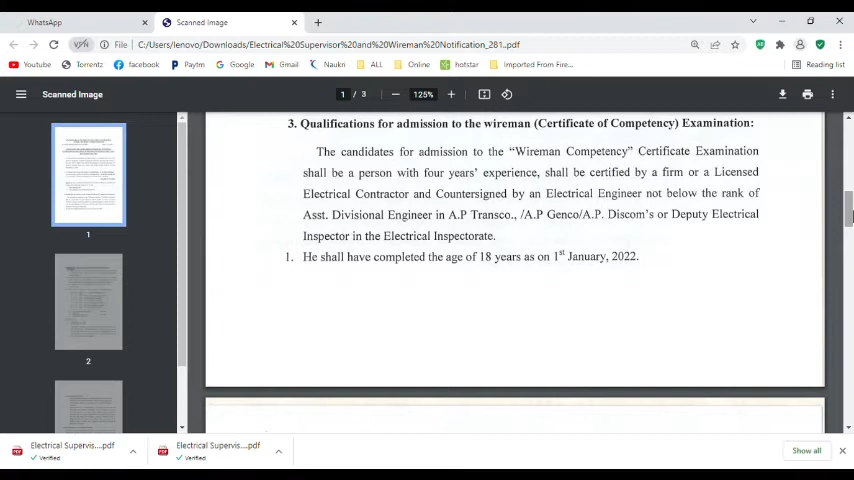 WhatsApp
Scanned Image
VPN
File
C:/Users/lenovo/Downloads/Electrical%20Supervisor%20and%20Wireman%20Notification_281..pdf
Youtube
Torrentz
facebook
Paytm
Google
Gmail
Naukri
ALL
Online
hotstar
Imported From Fire...
Reading list
Scanned Image
1 / 3
125%
3. Qualifications for admission to the wireman (Certificate of Competency) Examination:
The candidates for admission to the “Wireman Competency” Certificate Examination
shall be a person with four years’ experience, shall be certified by a firm or a Licensed
Electrical Contractor and Countersigned by an Electrical Engineer not below the rank of
Asst. Divisional Engineer in A.P Transco., /A.P Genco/A.P. Discom’s or Deputy Electrical
Inspector in the Electrical Inspectorate.
1. He shall have completed the age of 18 years as on 1st January, 2022.
1
2
Electrical Supervis....pdf
Verified
Electrical Supervis....pdf
Verified
Show all